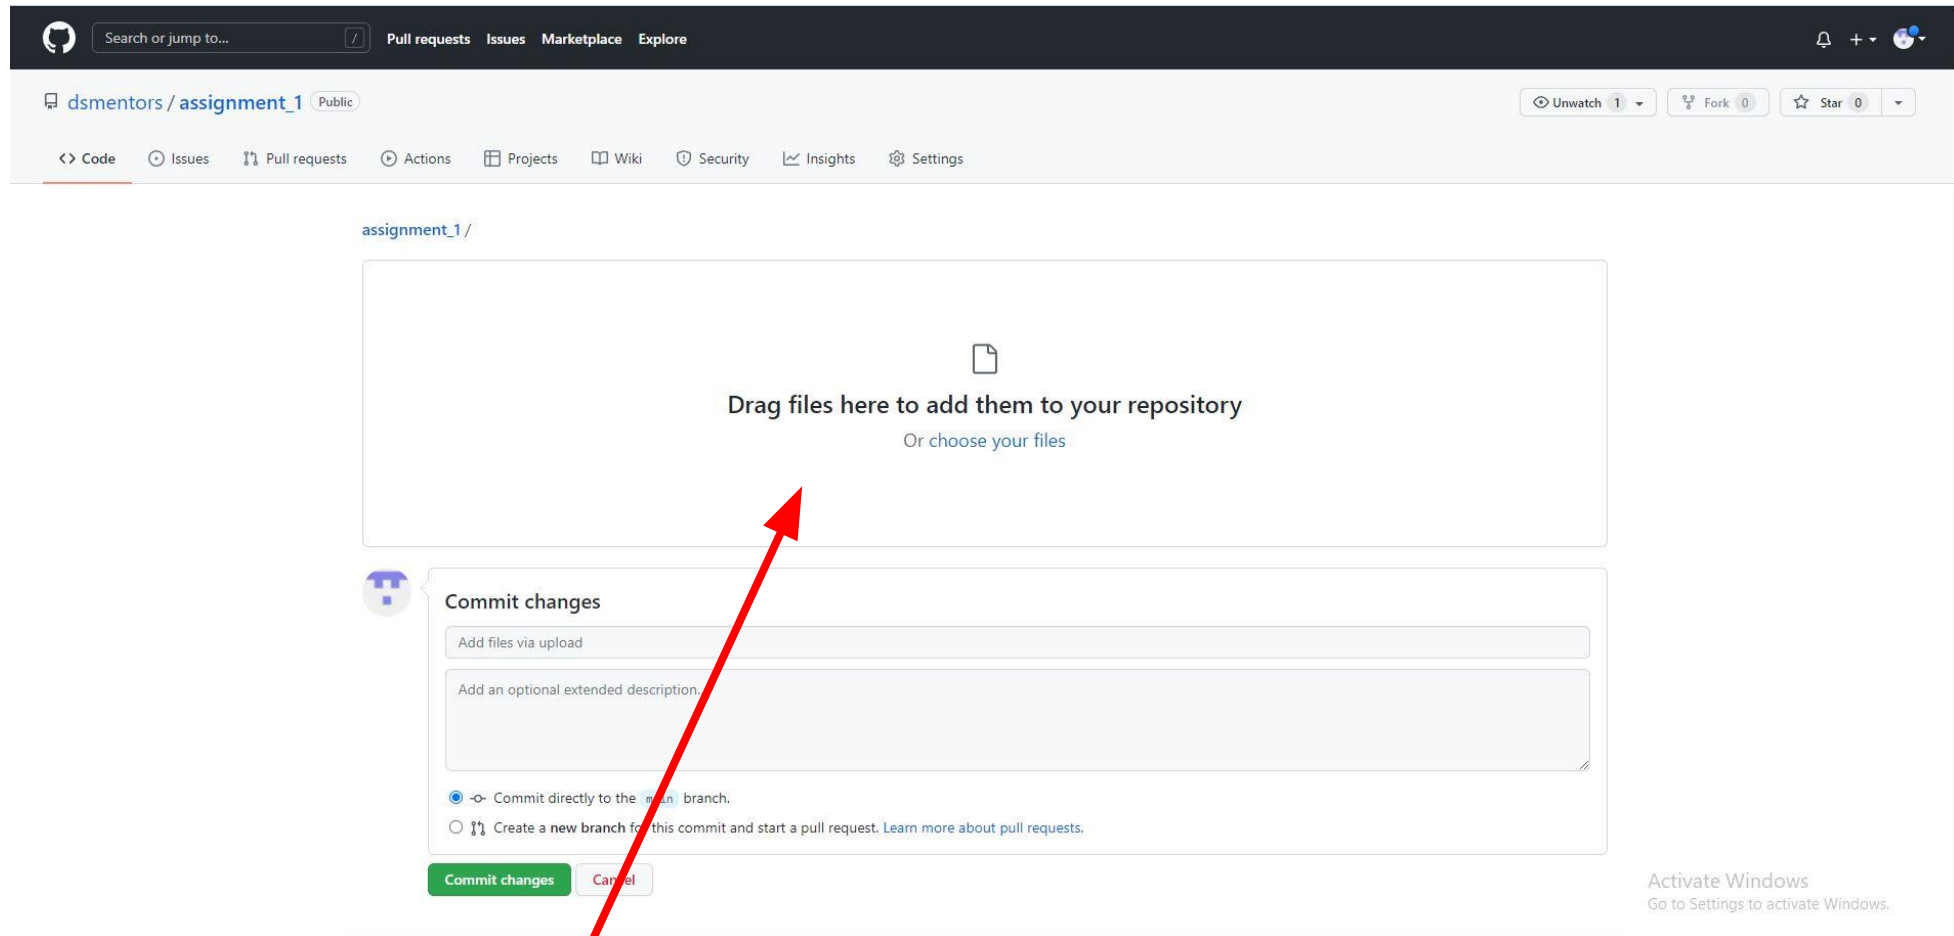 Search or jump to... / Pull requests Issues Marketplace Explore
dsmentors / assignment_1 Public Unwatch 1 Fork 0 Star 0
<> Code Issues Pull requests Actions Projects Wiki Security Insights Settings
assignment_1 /
Drag files here to add them to your repository
Or choose your files
Commit changes
Add files via upload
Add an optional extended description...
Commit directly to the main branch.
Create a new branch for this commit and start a pull request. Learn more about pull requests.
Commit changes Cancel
Activate Windows
Go to Settings to activate Windows.